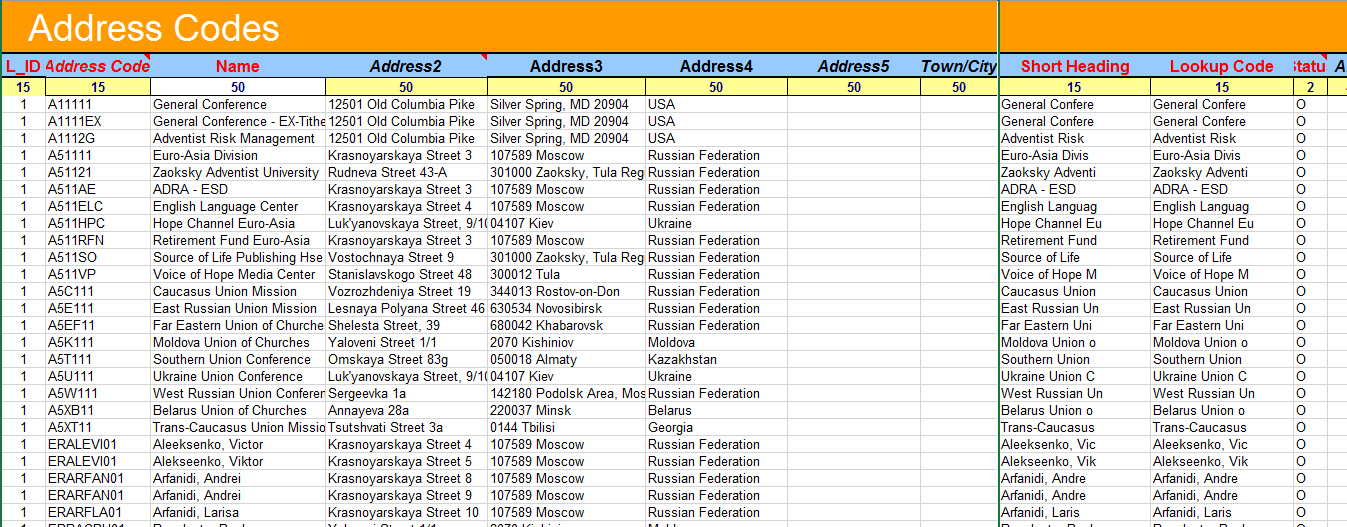 Address Codes
L_ID Address Code Name Address2 Address3 Address4 Address5 Town/City Short Heading Lookup Code Statu A
15 15 50 50 50 50 50 50 15 15 2
1 A11111 General Conference 12501 Old Columbia Pike Silver Spring, MD 20904 USA General Confere General Confere O
1 A1111EX General Conference - EX-Tithe 12501 Old Columbia Pike Silver Spring, MD 20904 USA General Confere General Confere O
1 A1112G Adventist Risk Management 12501 Old Columbia Pike Silver Spring, MD 20904 USA Adventist Risk Adventist Risk O
1 A51111 Euro-Asia Division Krasnoyarskaya Street 3 107589 Moscow Russian Federation Euro-Asia Divis Euro-Asia Divis O
1 A51121 Zaoksky Adventist University Rudneva Street 43-A 301000 Zaoksky, Tula Regi Russian Federation Zaoksky Adventi Zaoksky Adventi O
1 A511AE ADRA - ESD Krasnoyarskaya Street 3 107589 Moscow Russian Federation ADRA - ESD ADRA - ESD O
1 A511ELC English Language Center Krasnoyarskaya Street 4 107589 Moscow Russian Federation English Languag English Languag O
1 A511HPC Hope Channel Euro-Asia Luk'yanovskaya Street, 9/10 04107 Kiev Ukraine Hope Channel Eu Hope Channel Eu O
1 A511RFN Retirement Fund Euro-Asia Krasnoyarskaya Street 3 107589 Moscow Russian Federation Retirement Fund Retirement Fund O
1 A511SO Source of Life Publishing Hse Vostochnaya Street 9 301000 Zaoksky, Tula Regi Russian Federation Source of Life Source of Life O
1 A511VP Voice of Hope Media Center Stanislavskogo Street 48 300012 Tula Russian Federation Voice of Hope M Voice of Hope M O
1 A5C111 Caucasus Union Mission Vozrozhdeniya Street 19 344013 Rostov-on-Don Russian Federation Caucasus Union Caucasus Union O
1 A5E111 East Russian Union Mission Lesnaya Polyana Street 46 630534 Novosibirsk Russian Federation East Russian Un East Russian Un O
1 A5EF11 Far Eastern Union of Churche Shelesta Street, 39 680042 Khabarovsk Russian Federation Far Eastern Uni Far Eastern Uni O
1 A5K111 Moldova Union of Churches Yaloveni Street 1/1 2070 Kishiniov Moldova Moldova Union o Moldova Union o O
1 A5T111 Southern Union Conference Omskaya Street 83g 050018 Almaty Kazakhstan Southern Union Southern Union O
1 A5U111 Ukraine Union Conference Luk'yanovskaya Street, 9/10 04107 Kiev Ukraine Ukraine Union C Ukraine Union C O
1 A5W111 West Russian Union Conferen Sergeevka 1a 142180 Podolsk Area, Mos Russian Federation West Russian Un West Russian Un O
1 A5XB11 Belarus Union of Churches Annayeva 28a 220037 Minsk Belarus Belarus Union o Belarus Union o O
1 A5XT11 Trans-Caucasus Union Missio Tsutshvati Street 3a 0144 Tbilisi Georgia Trans-Caucasus Trans-Caucasus O
1 ERALEVI01 Aleeksenko, Victor Krasnoyarskaya Street 4 107589 Moscow Russian Federation Aleeksenko, Vic Aleeksenko, Vic O
1 ERALEVI01 Alekseenko, Viktor Krasnoyarskaya Street 5 107589 Moscow Russian Federation Alekseenko, Vik Alekseenko, Vik O
1 ERARFAN01 Arfanidi, Andrei Krasnoyarskaya Street 8 107589 Moscow Russian Federation Arfanidi, Andre Arfanidi, Andre O
1 ERARFAN01 Arfanidi, Andrei Krasnoyarskaya Street 9 107589 Moscow Russian Federation Arfanidi, Andre Arfanidi, Andre O
1 ERARFLA01 Arfanidi, Larisa Krasnoyarskaya Street 10 107589 Moscow Russian Federation Arfanidi, Laris Arfanidi, Laris O